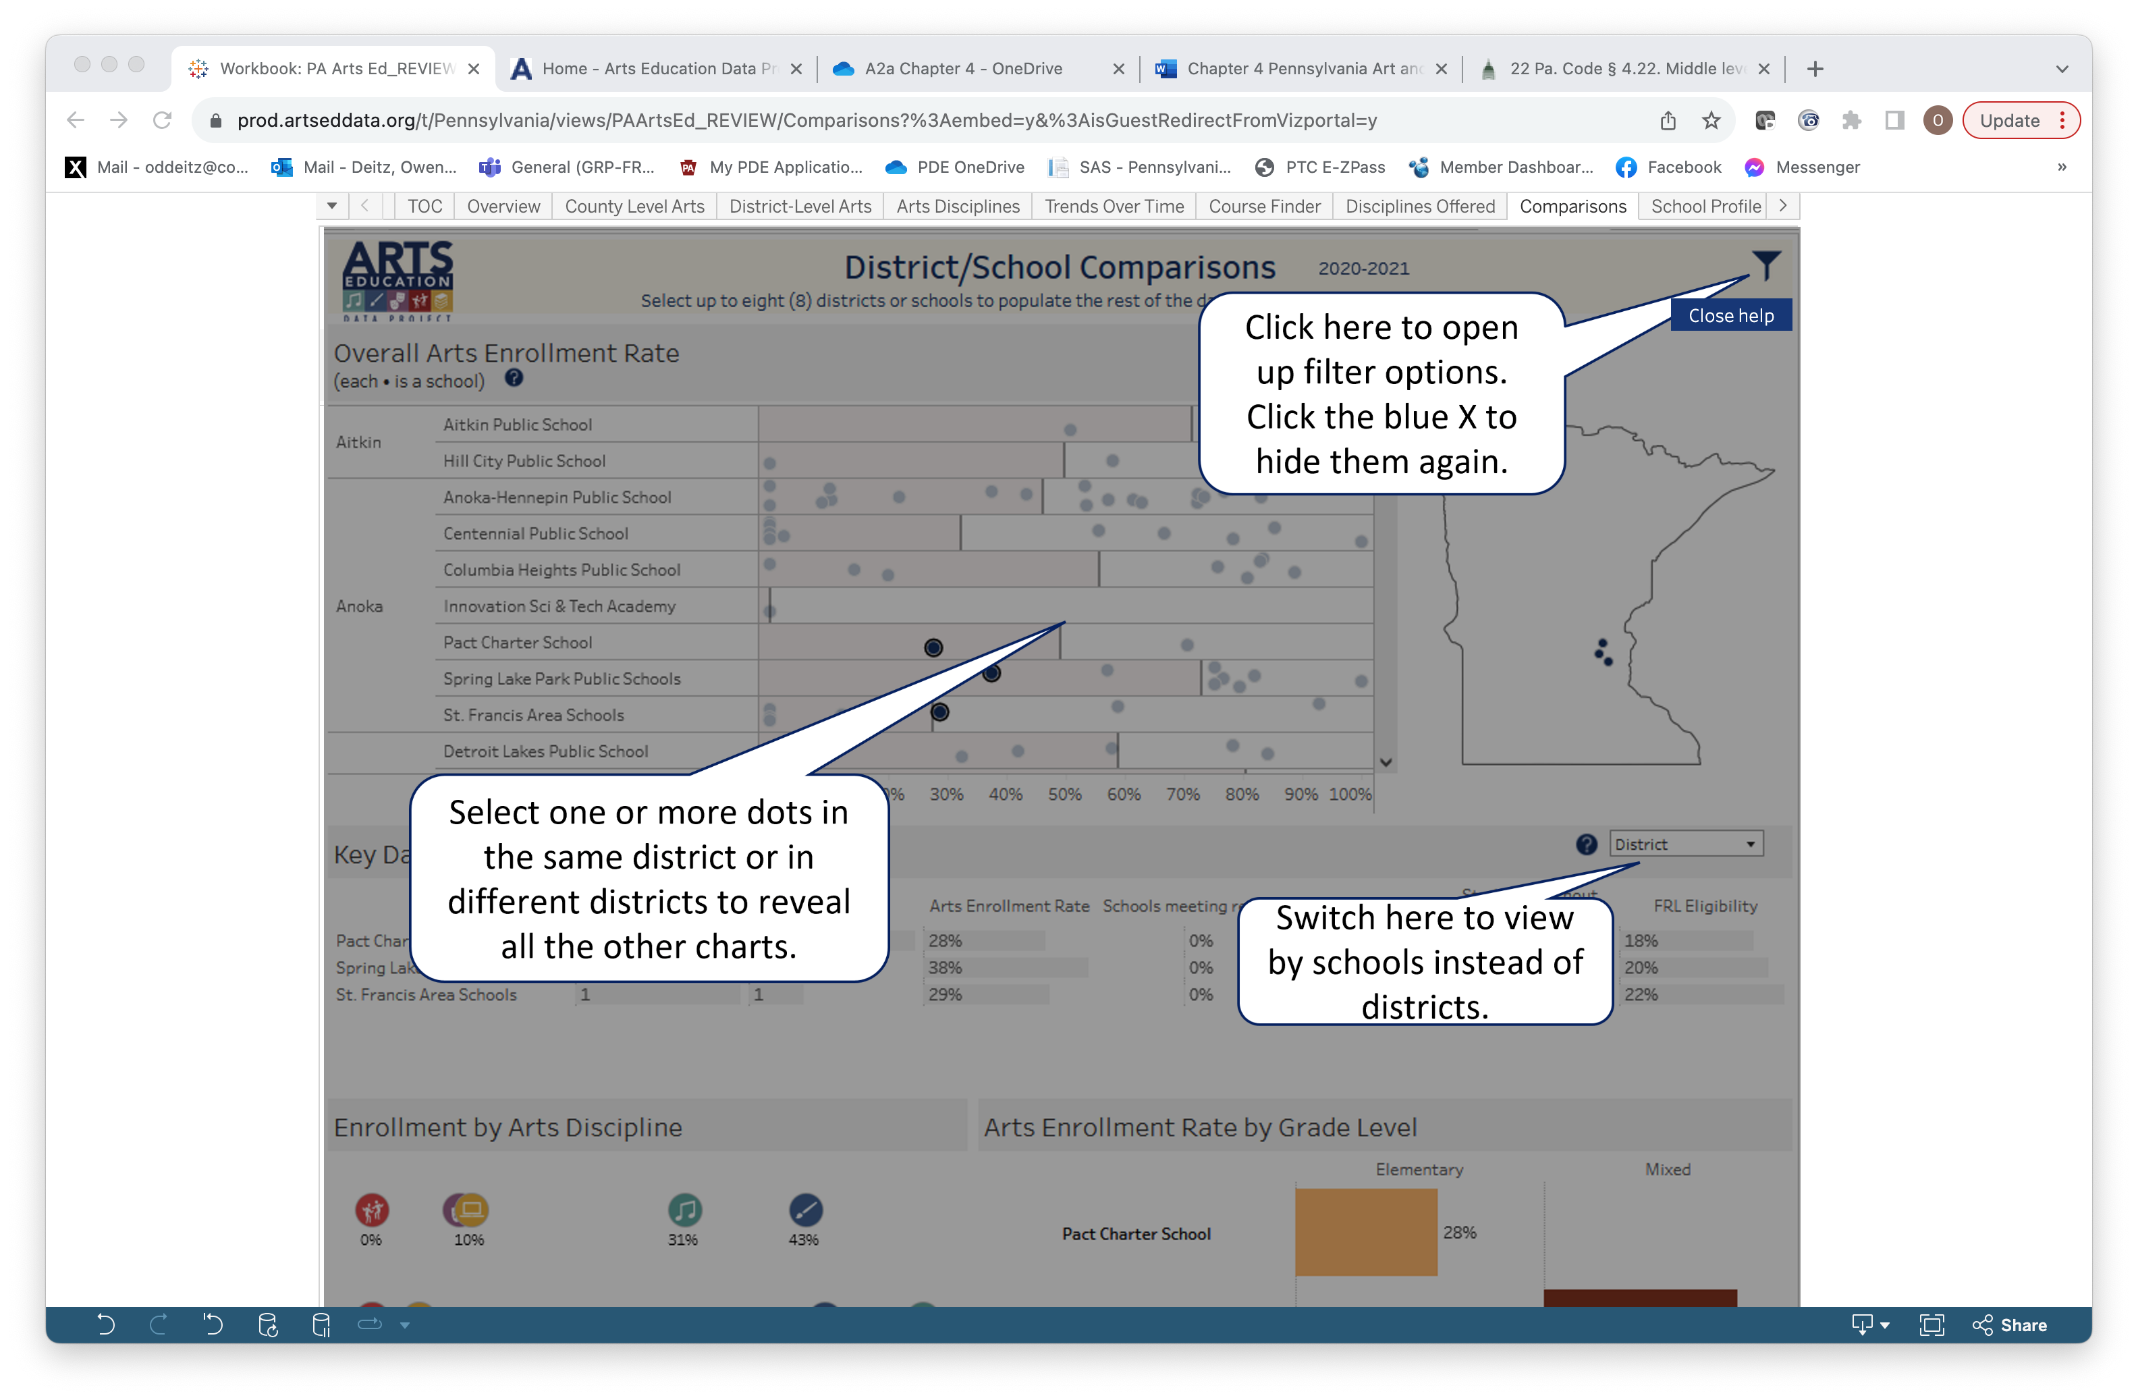 Workbook: PA Arts Ed_REVIEW
Home - Arts Education Data Pr
A2a Chapter 4 - OneDrive
Chapter 4 Pennsylvania Art and
22 Pa. Code § 4.22. Middle lev
prod.artseddata.org/t/Pennsylvania/views/PAArtsEd_REVIEW/Comparisons?%3Aembed=y&%3AisGuestRedirectFromVizportal=y
O
Update
Mail - oddeitz@co...
Mail - Deitz, Owen...
General (GRP-FR...
My PDE Applicatio...
PDE OneDrive
SAS - Pennsylvani...
PTC E-ZPass
Member Dashboar...
Facebook
Messenger
»
TOC
Overview
County Level Arts
District-Level Arts
Arts Disciplines
Trends Over Time
Course Finder
Disciplines Offered
Comparisons
School Profile
ARTS
EDUCATION
DATA PROJECT
District/School Comparisons
2020-2021
Select up to eight (8) districts or schools to populate the rest of the d
Close help
Click here to open
up filter options.
Click the blue X to
hide them again.
Overall Arts Enrollment Rate
(each • is a school)
?
Aitkin
Aitkin Public School
Hill City Public School
Anoka
Anoka-Hennepin Public School
Centennial Public School
Columbia Heights Public School
Innovation Sci & Tech Academy
Pact Charter School
Spring Lake Park Public Schools
St. Francis Area Schools
Detroit Lakes Public School
30% 40% 50% 60% 70% 80% 90% 100%
Select one or more dots in
the same district or in
different districts to reveal
all the other charts.
Key Da
?
District
Arts Enrollment Rate
Schools meeting r
FRL Eligibility
Pact Char
28%
0%
18%
Spring Lak
38%
0%
20%
St. Francis Area Schools
1
1
29%
0%
22%
Switch here to view
by schools instead of
districts.
Enrollment by Arts Discipline
Arts Enrollment Rate by Grade Level
Elementary
Mixed
0%
10%
31%
43%
Pact Charter School
28%
Share